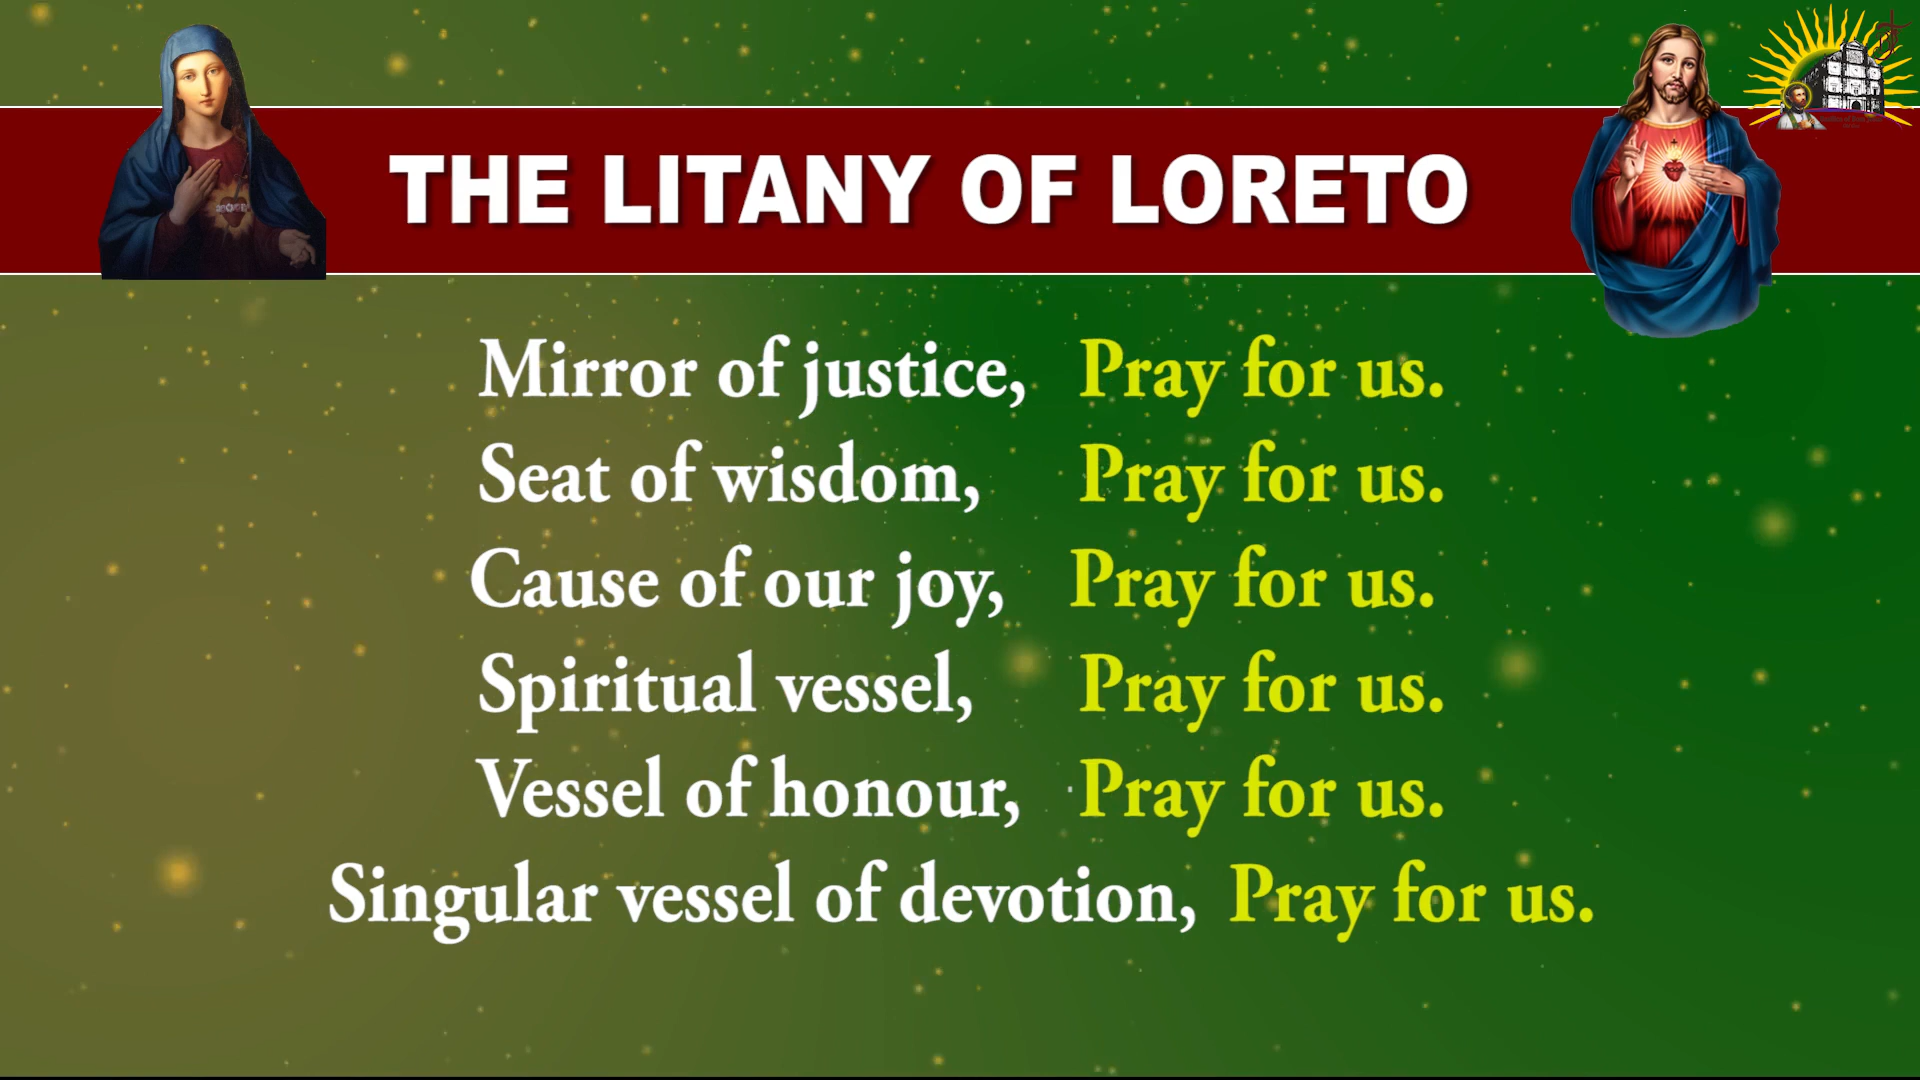 THE LITANY OF LORETO
Mirror of justice, Pray for us.
Seat of wisdom, Pray for us.
Cause of our joy, Pray for us.
Spiritual vessel, Pray for us.
Vessel of honour, Pray for us.
Singular vessel of devotion, Pray for us.